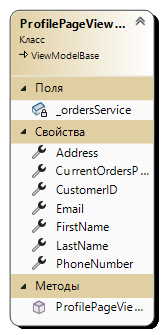 ProfilePageView...
Класс
ViewModelBase
Поля
_ordersService
Свойства
Address
CurrentOrdersP...
CustomerID
Email
FirstName
LastName
PhoneNumber
Методы
ProfilePageVie...